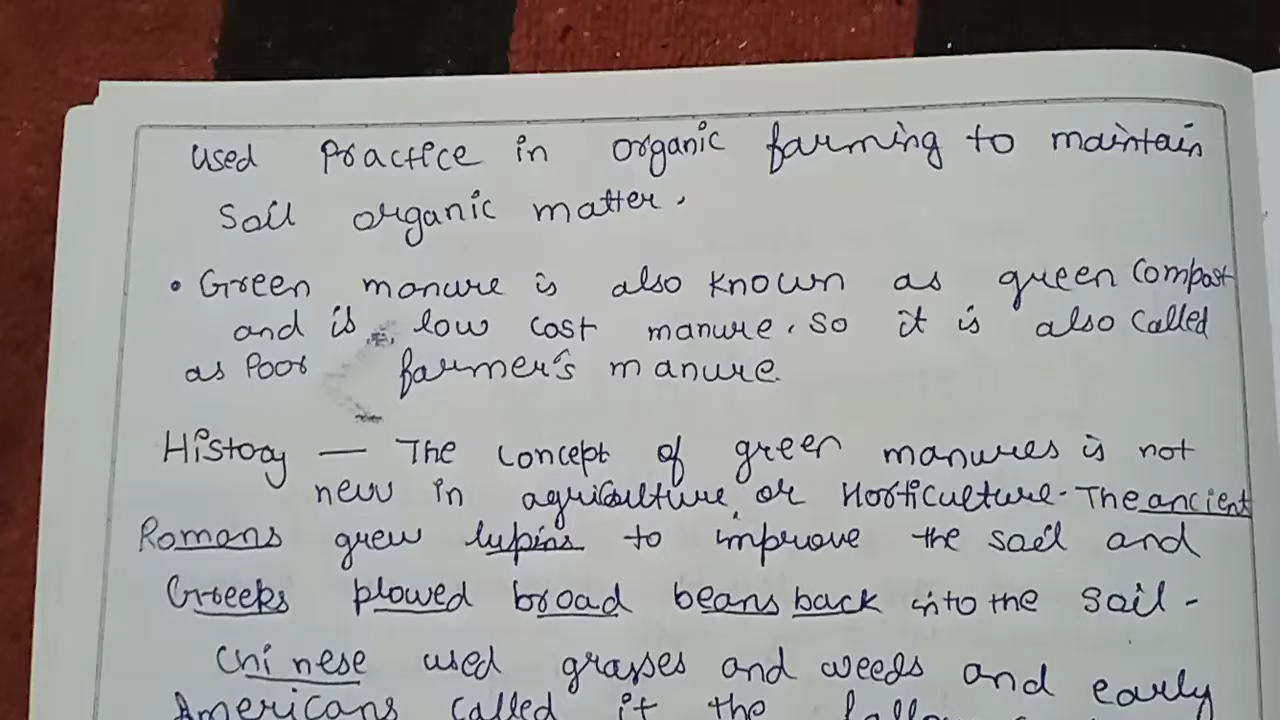 used Practice in organic farming to maintain
soil organic matter.
• Green manure is also known as green compost
and is low cost manure. So it is also called
as Poor farmer's manure.
History — The concept of green manures is not
new in agriculture or Horticulture. The ancient
Romans grew lupins to improve the soil and
Greeks plowed broad beans back into the soil -
Chinese used grasses and weeds and early
Americans called it the